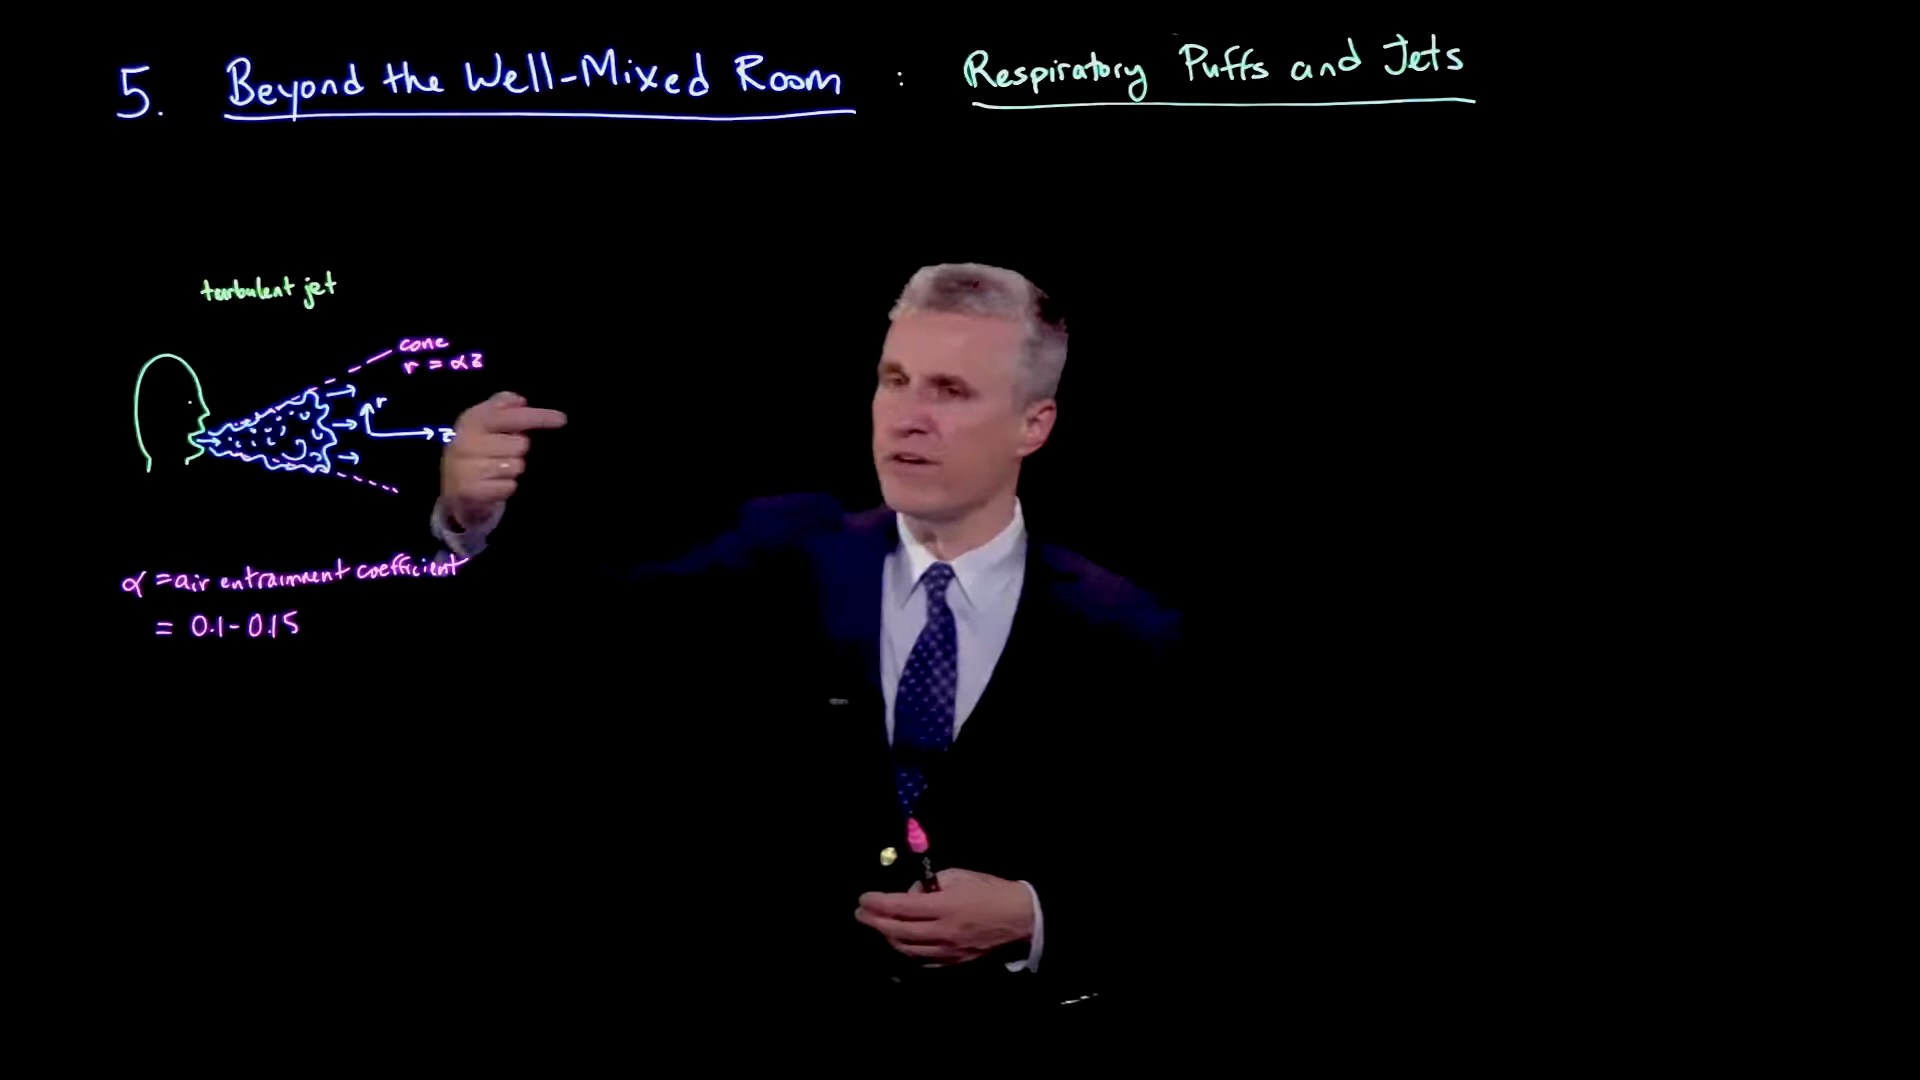 5. Beyond the Well-Mixed Room : Respiratory Puffs and Jets
turbulent jet
cone
r = αz
r
z
α = air entrainment coefficient
= 0.1 - 0.15